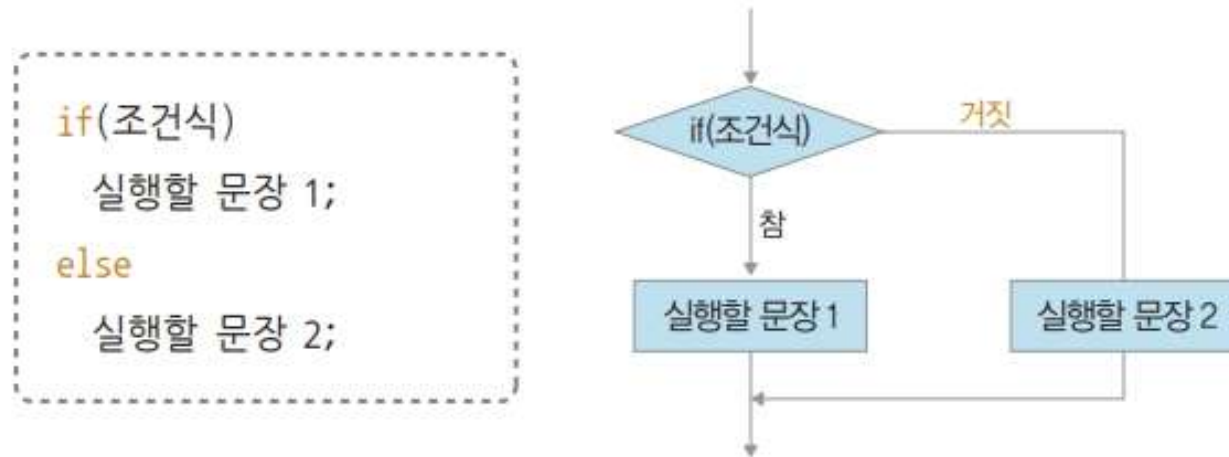 if(조건식)
실행할 문장 1;
else
실행할 문장 2;
if(조건식)
거짓
참
실행할 문장 1
실행할 문장 2